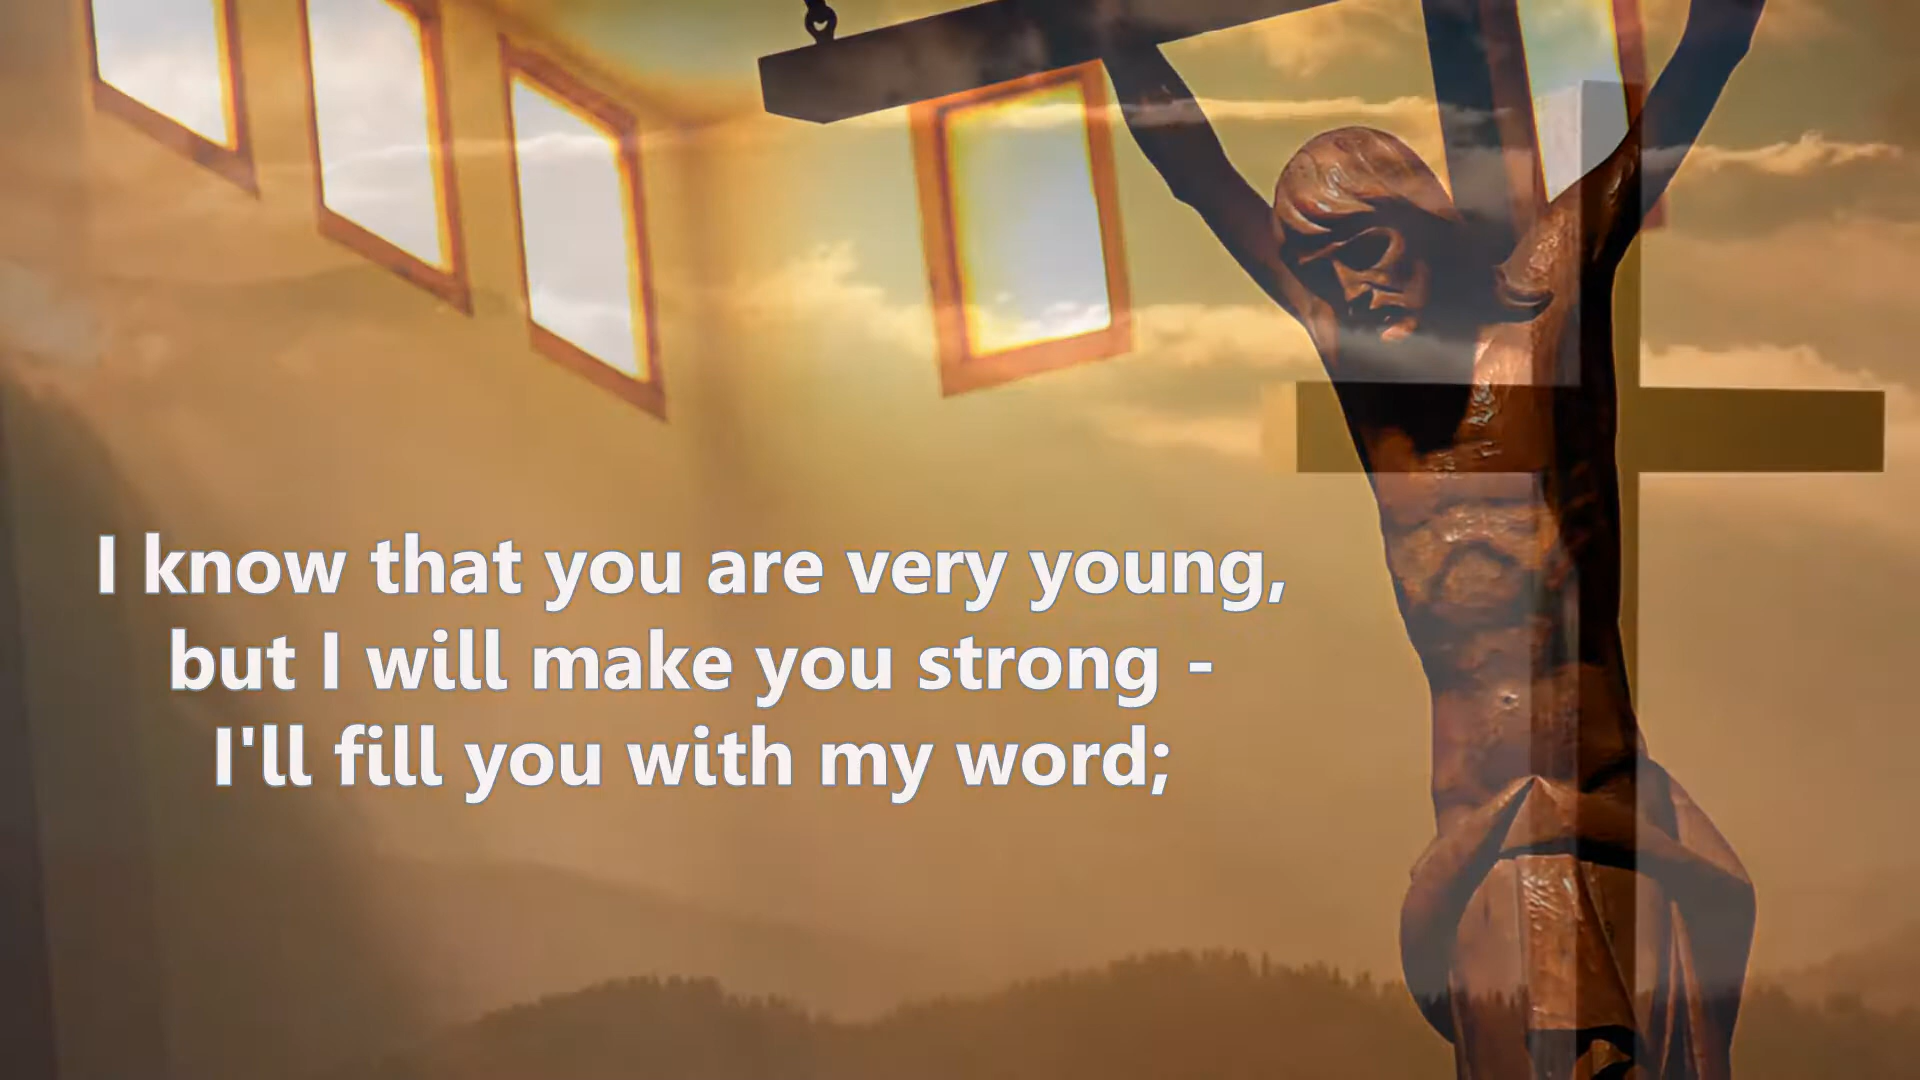 I know that you are very young,
but I will make you strong -
I'll fill you with my word;